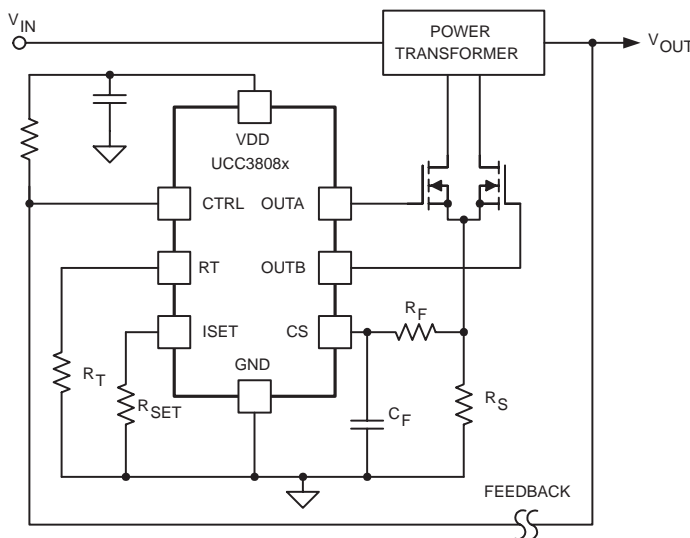 VIN
POWER
TRANSFORMER
VOUT
VDD
UCC3808x
CTRL
OUTA
RT
OUTB
ISET
CS
RF
GND
RT
RSET
CF
RS
FEEDBACK